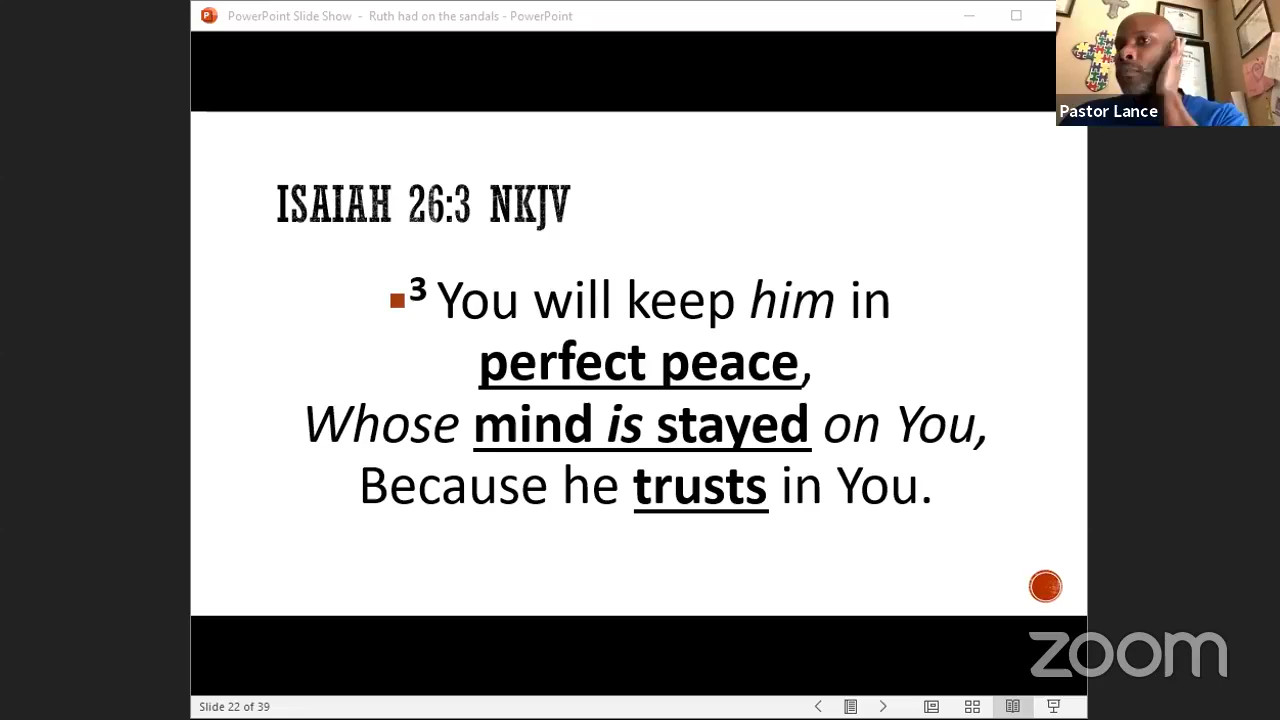 PowerPoint Slide Show - Ruth had on the sandals - PowerPoint
Pastor Lance
ISAIAH 26:3 NKJV
3 You will keep him in
perfect peace,
Whose mind is stayed on You,
Because he trusts in You.
zoom
Slide 22 of 39